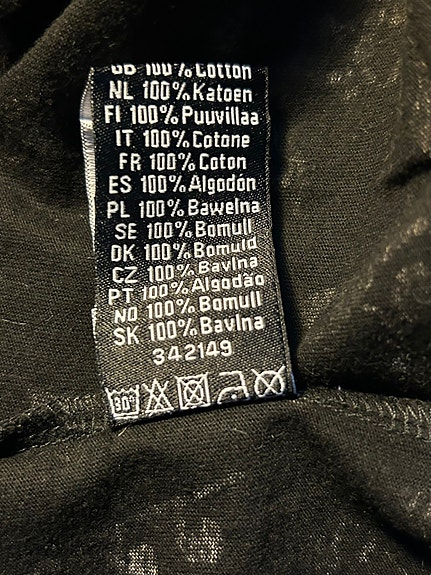 GB 100% Cotton
NL 100% Katoen
FI 100% Puuvillaa
IT 100% Cotone
FR 100% Coton
ES 100% Algodón
PL 100% Bawełna
SE 100% Bomull
DK 100% Bomuld
CZ 100% Bavlna
PT 100% Algodão
NO 100% Bomull
SK 100% Bavlna
342149
30°